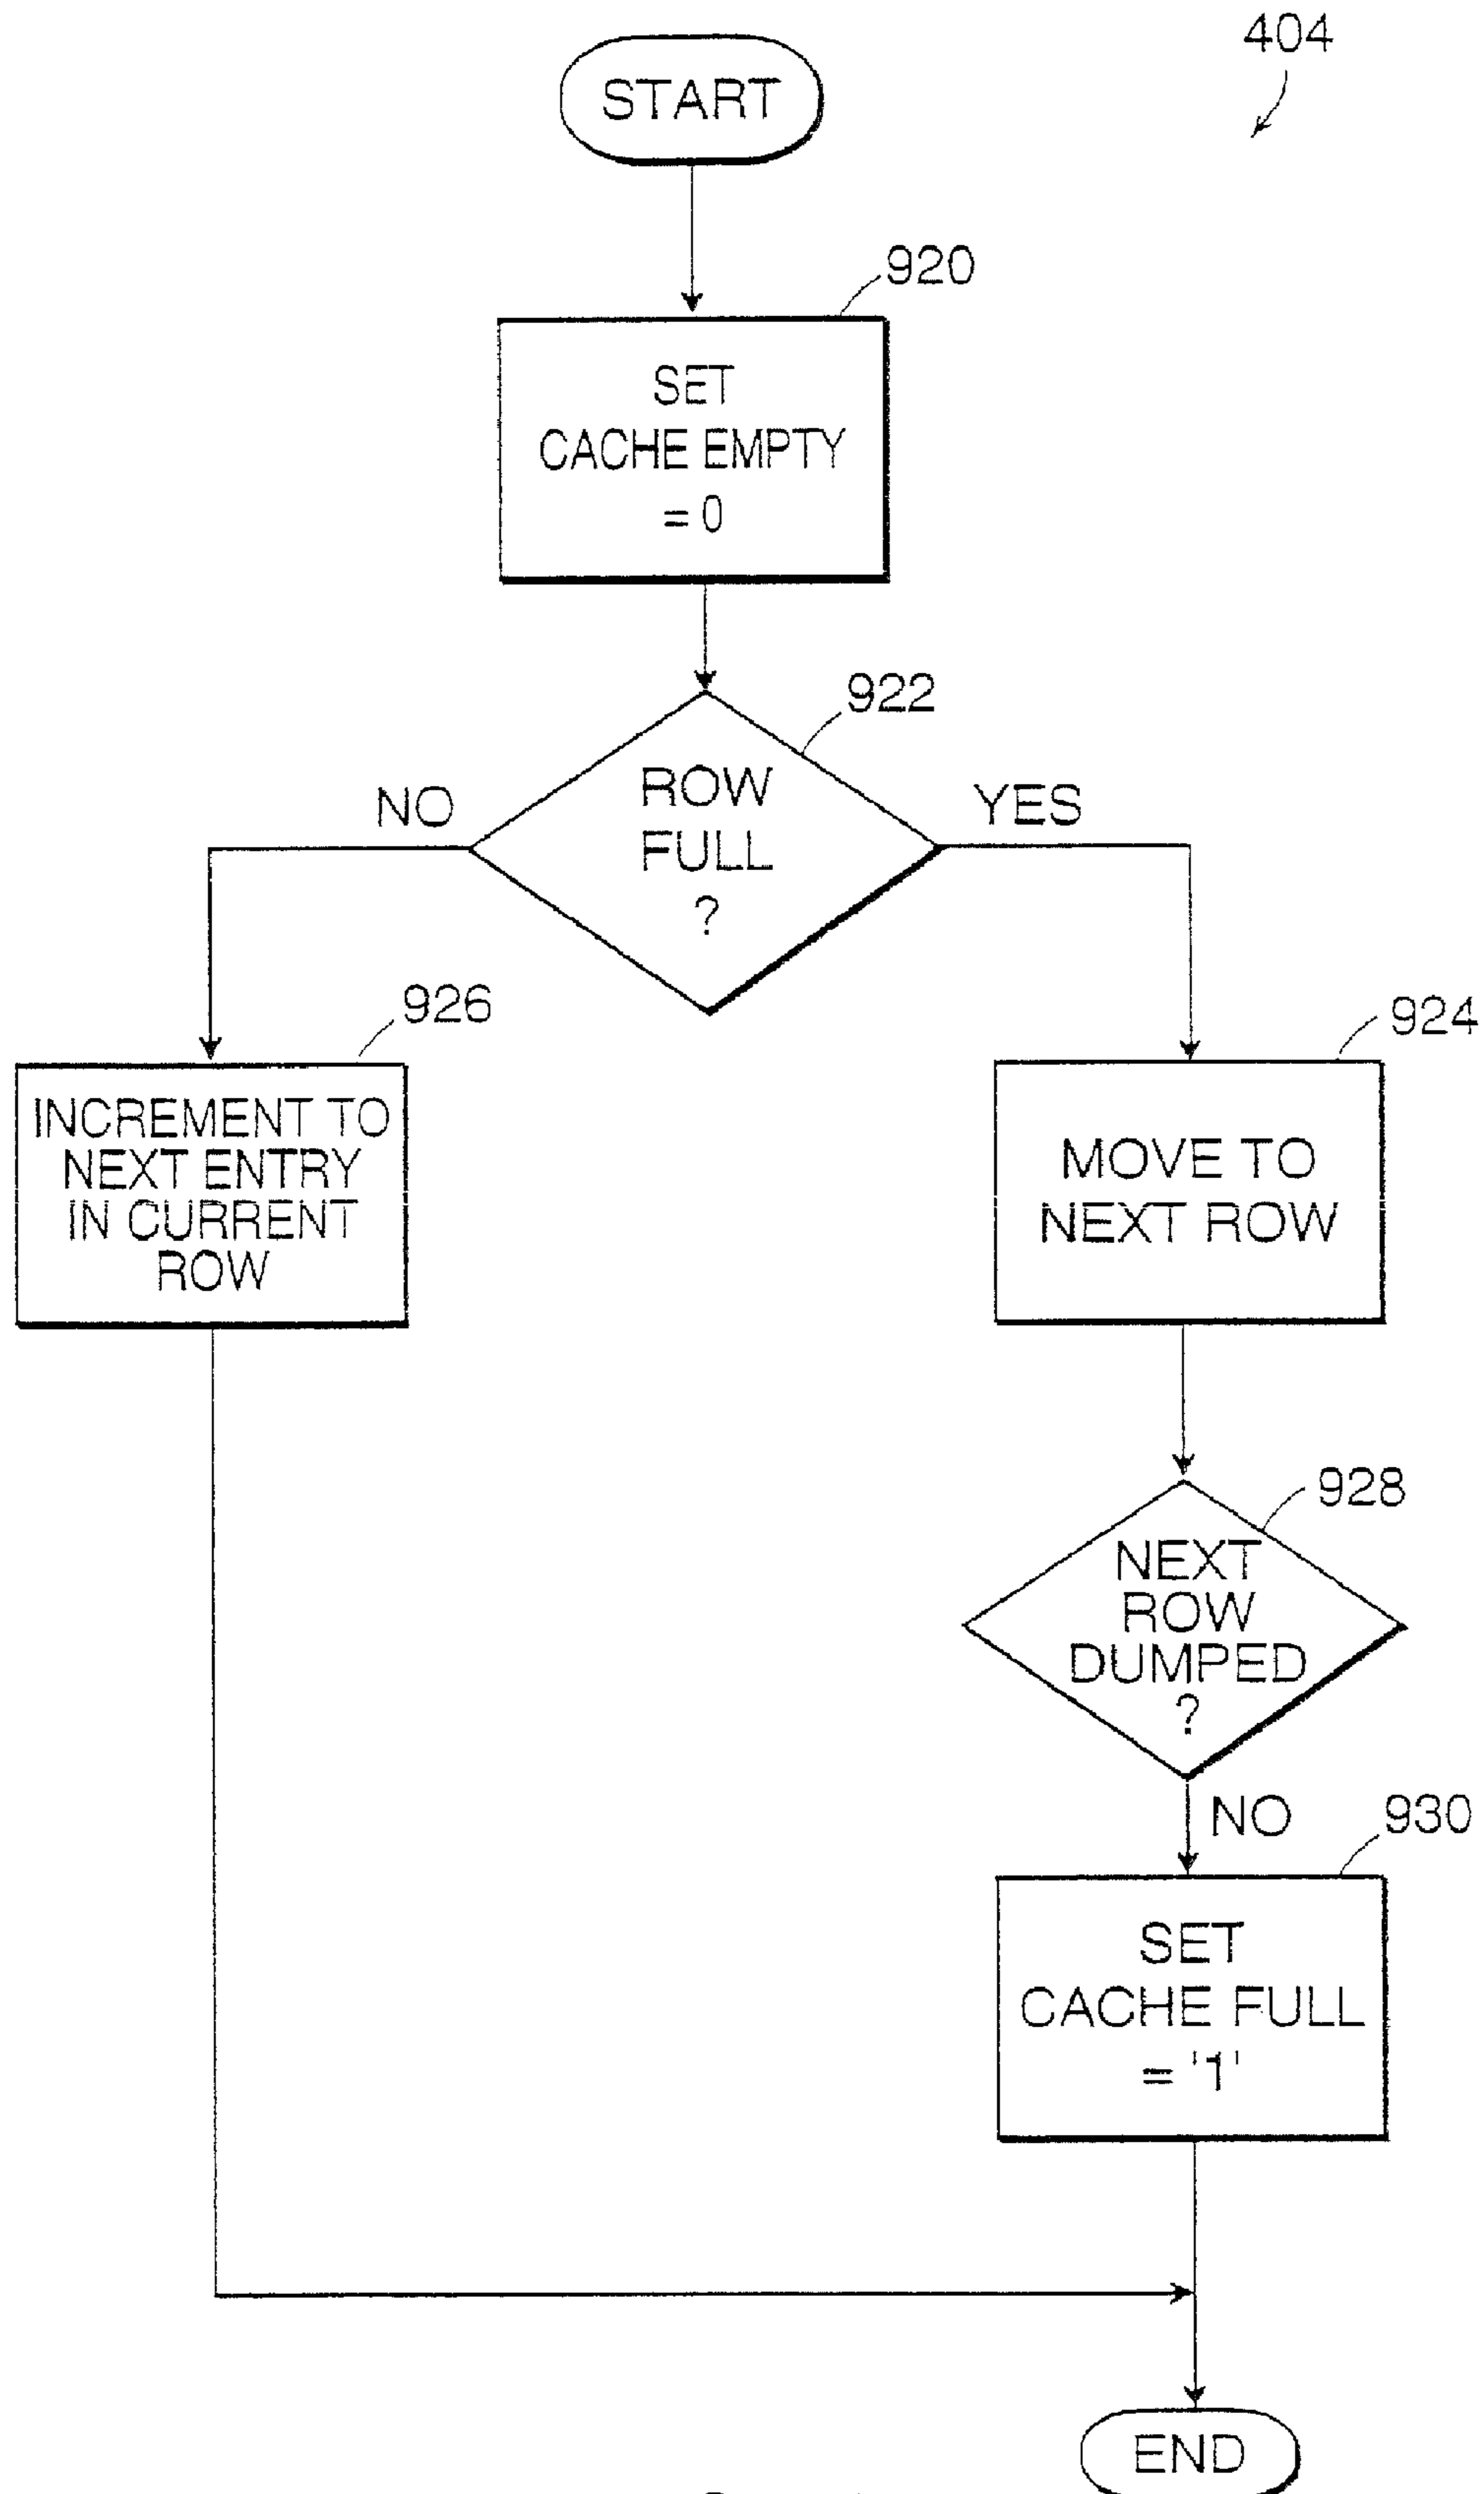 404
START
920
SET
CACHE EMPTY
= 0
922
ROW
FULL
?
NO
YES
926
INCREMENT TO
NEXT ENTRY
IN CURRENT
ROW
924
MOVE TO
NEXT ROW
928
NEXT
ROW
DUMPED
?
NO
930
SET
CACHE FULL
= '1'
END